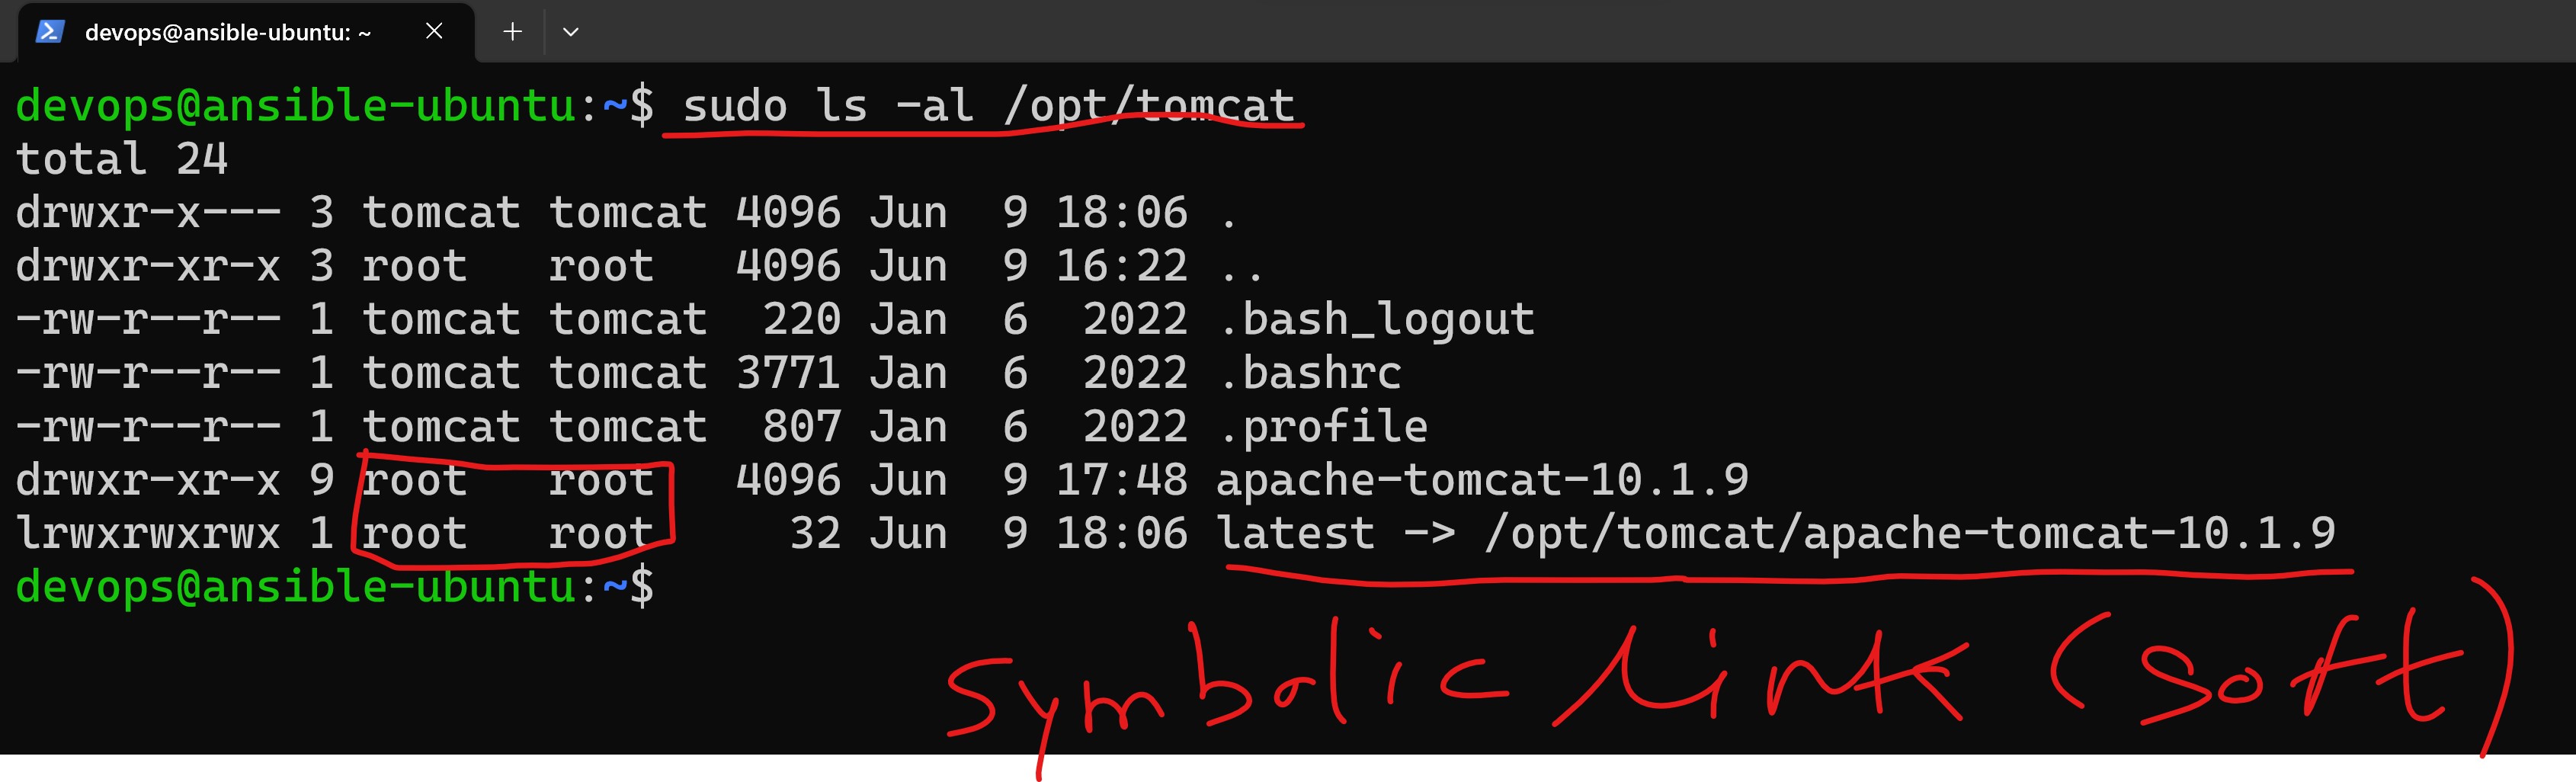 devops@ansible-ubuntu: ~
devops@ansible-ubuntu:~$ sudo ls -al /opt/tomcat
total 24
drwxr-x--- 3 tomcat tomcat 4096 Jun  9 18:06 .
drwxr-xr-x 3 root   root   4096 Jun  9 16:22 ..
-rw-r--r-- 1 tomcat tomcat  220 Jan  6  2022 .bash_logout
-rw-r--r-- 1 tomcat tomcat 3771 Jan  6  2022 .bashrc
-rw-r--r-- 1 tomcat tomcat  807 Jan  6  2022 .profile
drwxr-xr-x 9 root   root   4096 Jun  9 17:48 apache-tomcat-10.1.9
lrwxrwxrwx 1 root   root     32 Jun  9 18:06 latest -> /opt/tomcat/apache-tomcat-10.1.9
devops@ansible-ubuntu:~$
Symbolic link (soft)